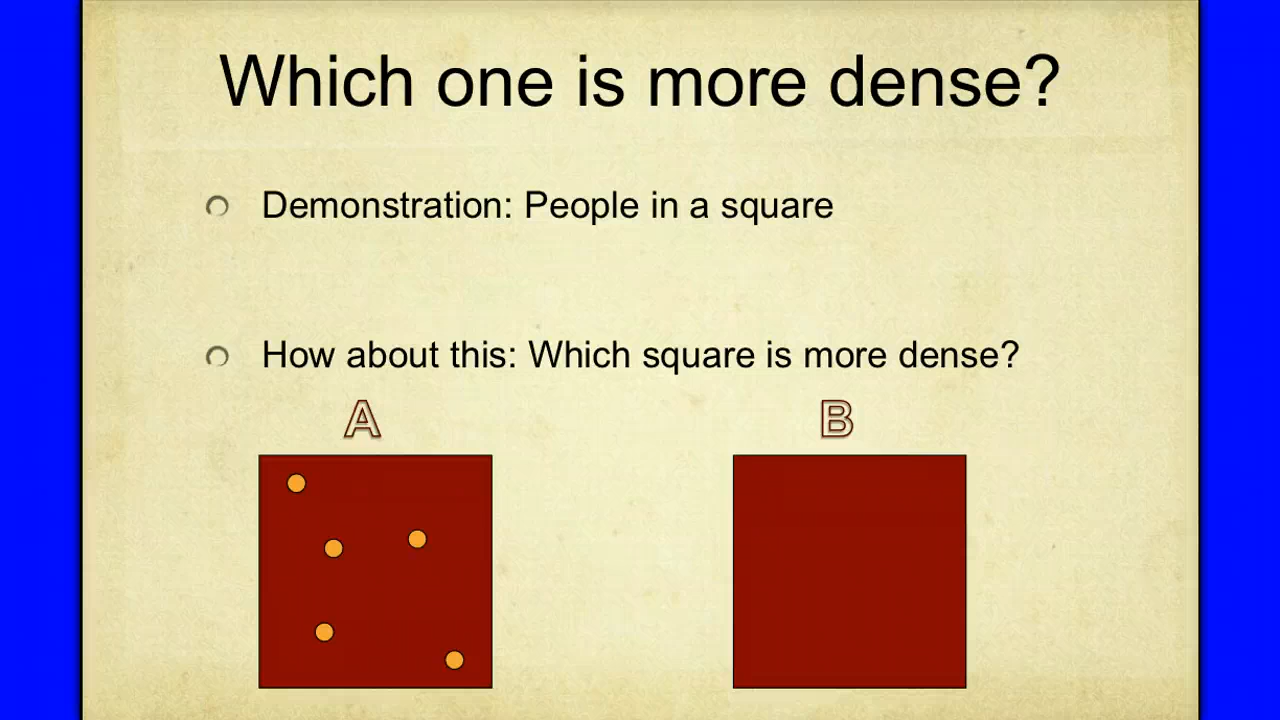 Which one is more dense?
Demonstration: People in a square
How about this: Which square is more dense?
A B